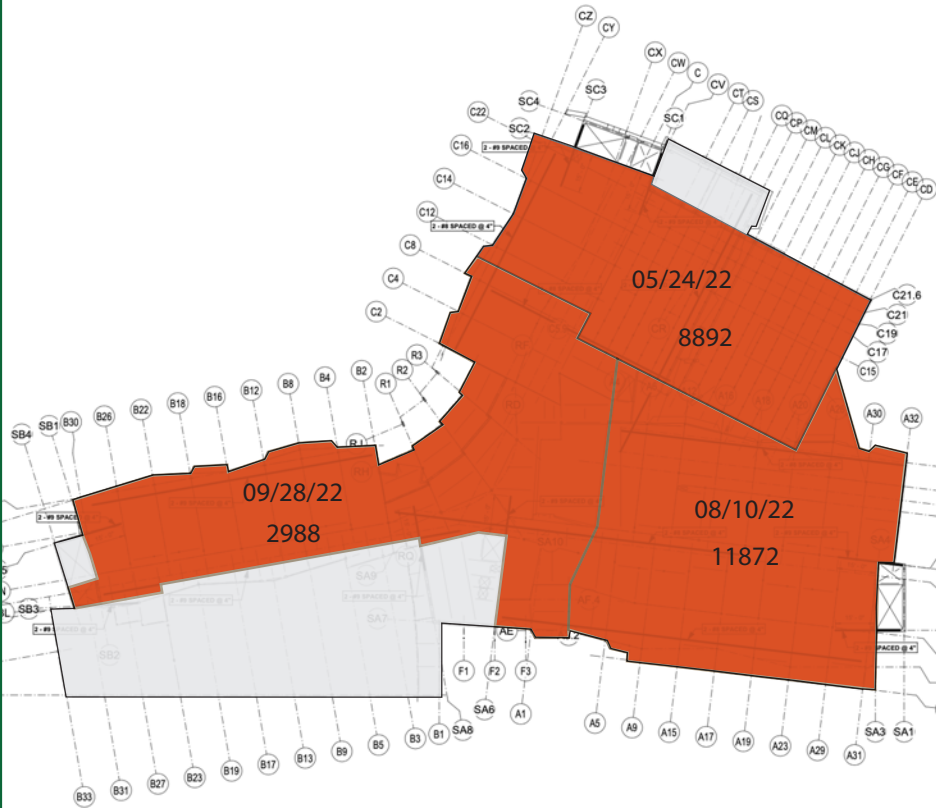 CZ
CY
CX
CW
C
CV
CT
CS
CQ
CP
CM
CL
CK
CJ
CH
CG
CF
CE
CD
SC4
SC3
SC1
SC2
C22
C16
2 - #9 SPACED
C14
C12
2 - #8 SPACED @ 4"
C8
C4
C2
05/24/22
8892
C21.6
C21
C19
C17
C15
R3
R2
R1
B2
B4
B8
B12
B16
B18
B22
B26
B30
SB1
SB4
A30
A32
09/28/22
2988
08/10/22
11872
SB3
SB2
SA9
SA7
RQ
AE
F1
F2
F3
SA6
A1
SA8
B1
B3
B5
B9
B13
B17
B19
B23
B27
B31
B33
A5
A9
A15
A17
A19
A23
A29
A31
SA3
SA1
SPACED @ 4"